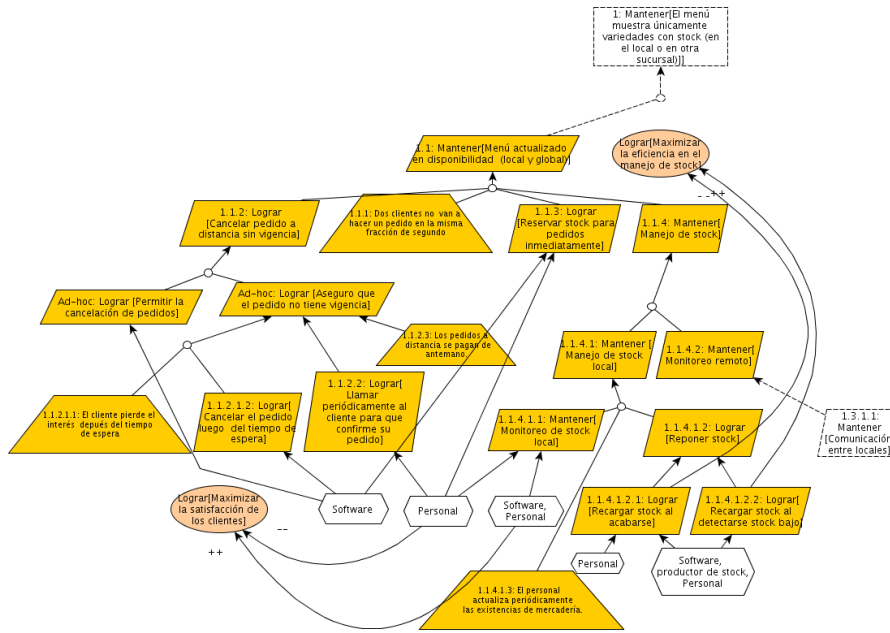 1: Mantener[El menú
muestra únicamente
variedades con stock (en
el local o en otra
sucursal)]]
1.1: Mantener[Menú actualizado
en disponibilidad (local y global)]
Lograr[Maximizar
la eficiencia en el
manejo de stock]
- -
++
1.1.2: Lograr
[Cancelar pedido a
distancia sin vigencia]
1.1.1: Dos clientes no van a
hacer un pedido en la misma
fracción de segundo
1.1.3: Lograr
[Reservar stock para
pedidos
inmediatamente]
1.1.4: Mantener[
Manejo de stock]
Ad-hoc: Lograr [Permitir la
cancelación de pedidos]
Ad-hoc: Lograr [Aseguro que
el pedido no tiene vigencia]
1.1.2.3: Los pedidos a
distancia se pagan de
antemano.
1.1.4.1: Mantener [
Manejo de stock
local]
1.1.4.2: Mantener[
Monitoreo remoto]
1.1.2.1.1: El cliente pierde el
interés depués del tiempo
de espera
1.1.2.1.2: Lograr[
Cancelar el pedido
luego del tiempo de
espera]
1.1.2.2: Lograr[
Llamar
periódicamente al
cliente para que
confirme su
pedido]
1.1.4.1.1: Mantener[
Monitoreo de stock
local]
1.1.4.1.2: Lograr
[Reponer stock]
1.3.1.1:
Mantener
[Comunicación
entre locales]
Lograr[Maximizar
la satisfacción de
los clientes]
--
++
Software
Personal
Software,
Personal
1.1.4.1.2.1: Lograr
[Recargar stock al
acabarse]
1.1.4.1.2.2: Lograr[
Recargar stock al
detectarse stock bajo]
Personal
Software,
productor de stock,
Personal
1.1.4.1.3: El personal
actualiza periódicamente
las existencias de mercadería.